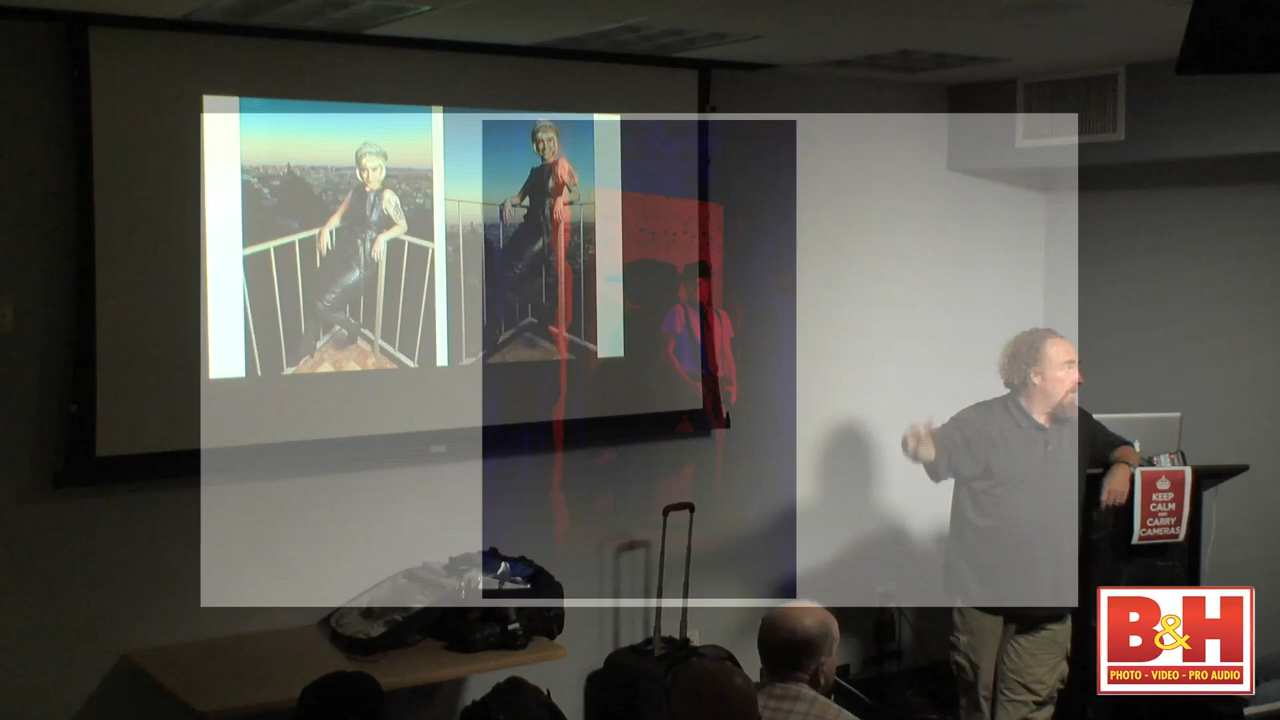 KEEP
CALM
AND
CARRY
CAMERAS
B&H
PHOTO - VIDEO - PRO AUDIO